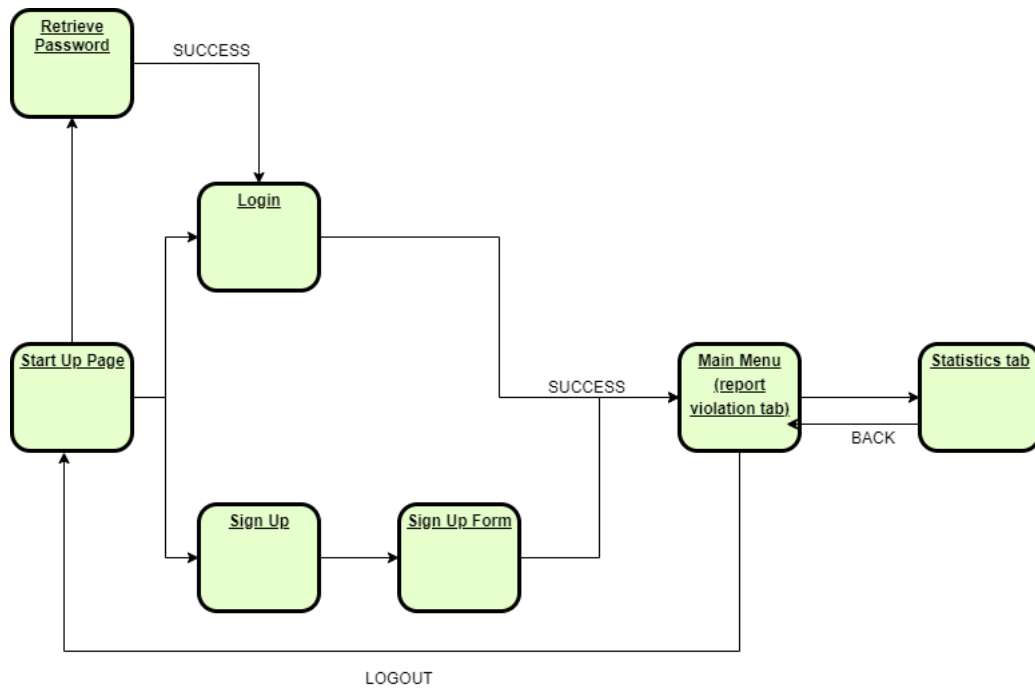 Retrieve
Password
SUCCESS
Login
Start Up Page
SUCCESS
Main Menu
(report
violation tab)
Statistics tab
BACK
Sign Up
Sign Up Form
LOGOUT